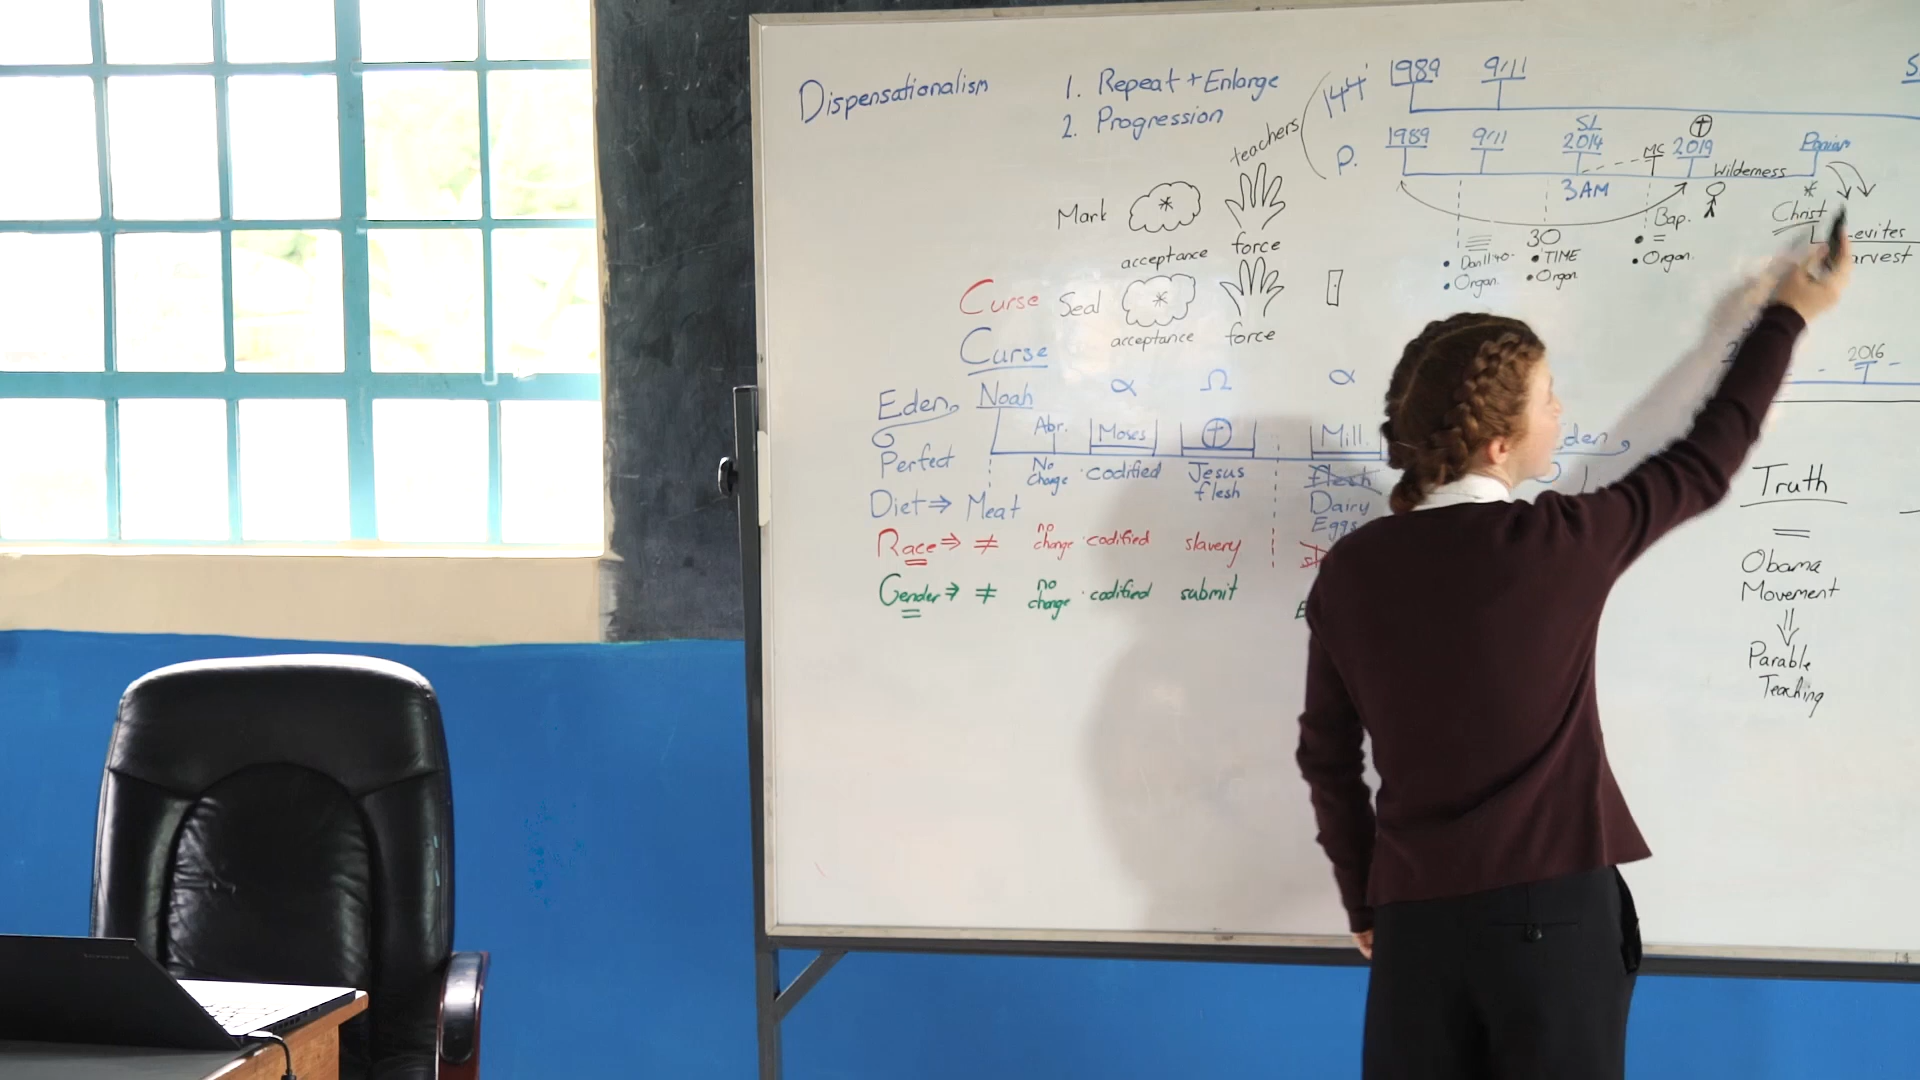 Dispensationalism
1. Repeat + Enlarge
2. Progression
teachers
144
1989 9/11
P.
1989 9/11 SL 2014 MC 2019
3AM
Wilderness
Mark
acceptance
force
Curse Seal
acceptance
force
Curse
• Organ.
30
• TIME
• Organ
Bap.
• =
• Organ.
*
Christ
evites
arvest
2016
Eden
Noah
α Ω α
Abr. Moses Mill.
Eden
Perfect
No change
• codified
Jesus flesh
flesh
Dairy
Eggs
Diet ⇒ Meat
Race ⇒ ≠ no change • codified slavery
Gender ⇒ ≠ no change • codified submit
Truth
=
Obama
Movement
⇓
Parable
Teaching